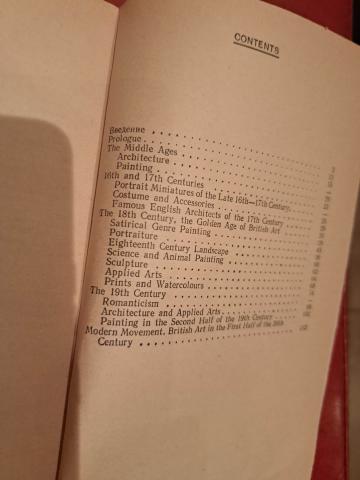 CONTENTS
Введение
Prologue
The Middle Ages
Architecture
Painting
16th and 17th Centuries
Portrait Miniatures of the Late 16th—17th Century
Costume and Accessories
Famous English Architects of the 17th Century
The 18th Century, the Golden Age of British Art
Satirical Genre Painting
Portraiture
Eighteenth Century Landscape
Science and Animal Painting
Sculpture
Applied Arts
Prints and Watercolours
The 19th Century
Romanticism
Architecture and Applied Arts
Painting in the Second Half of the 19th Century
Modern Movement. British Art in the First Half of the 20th
Century